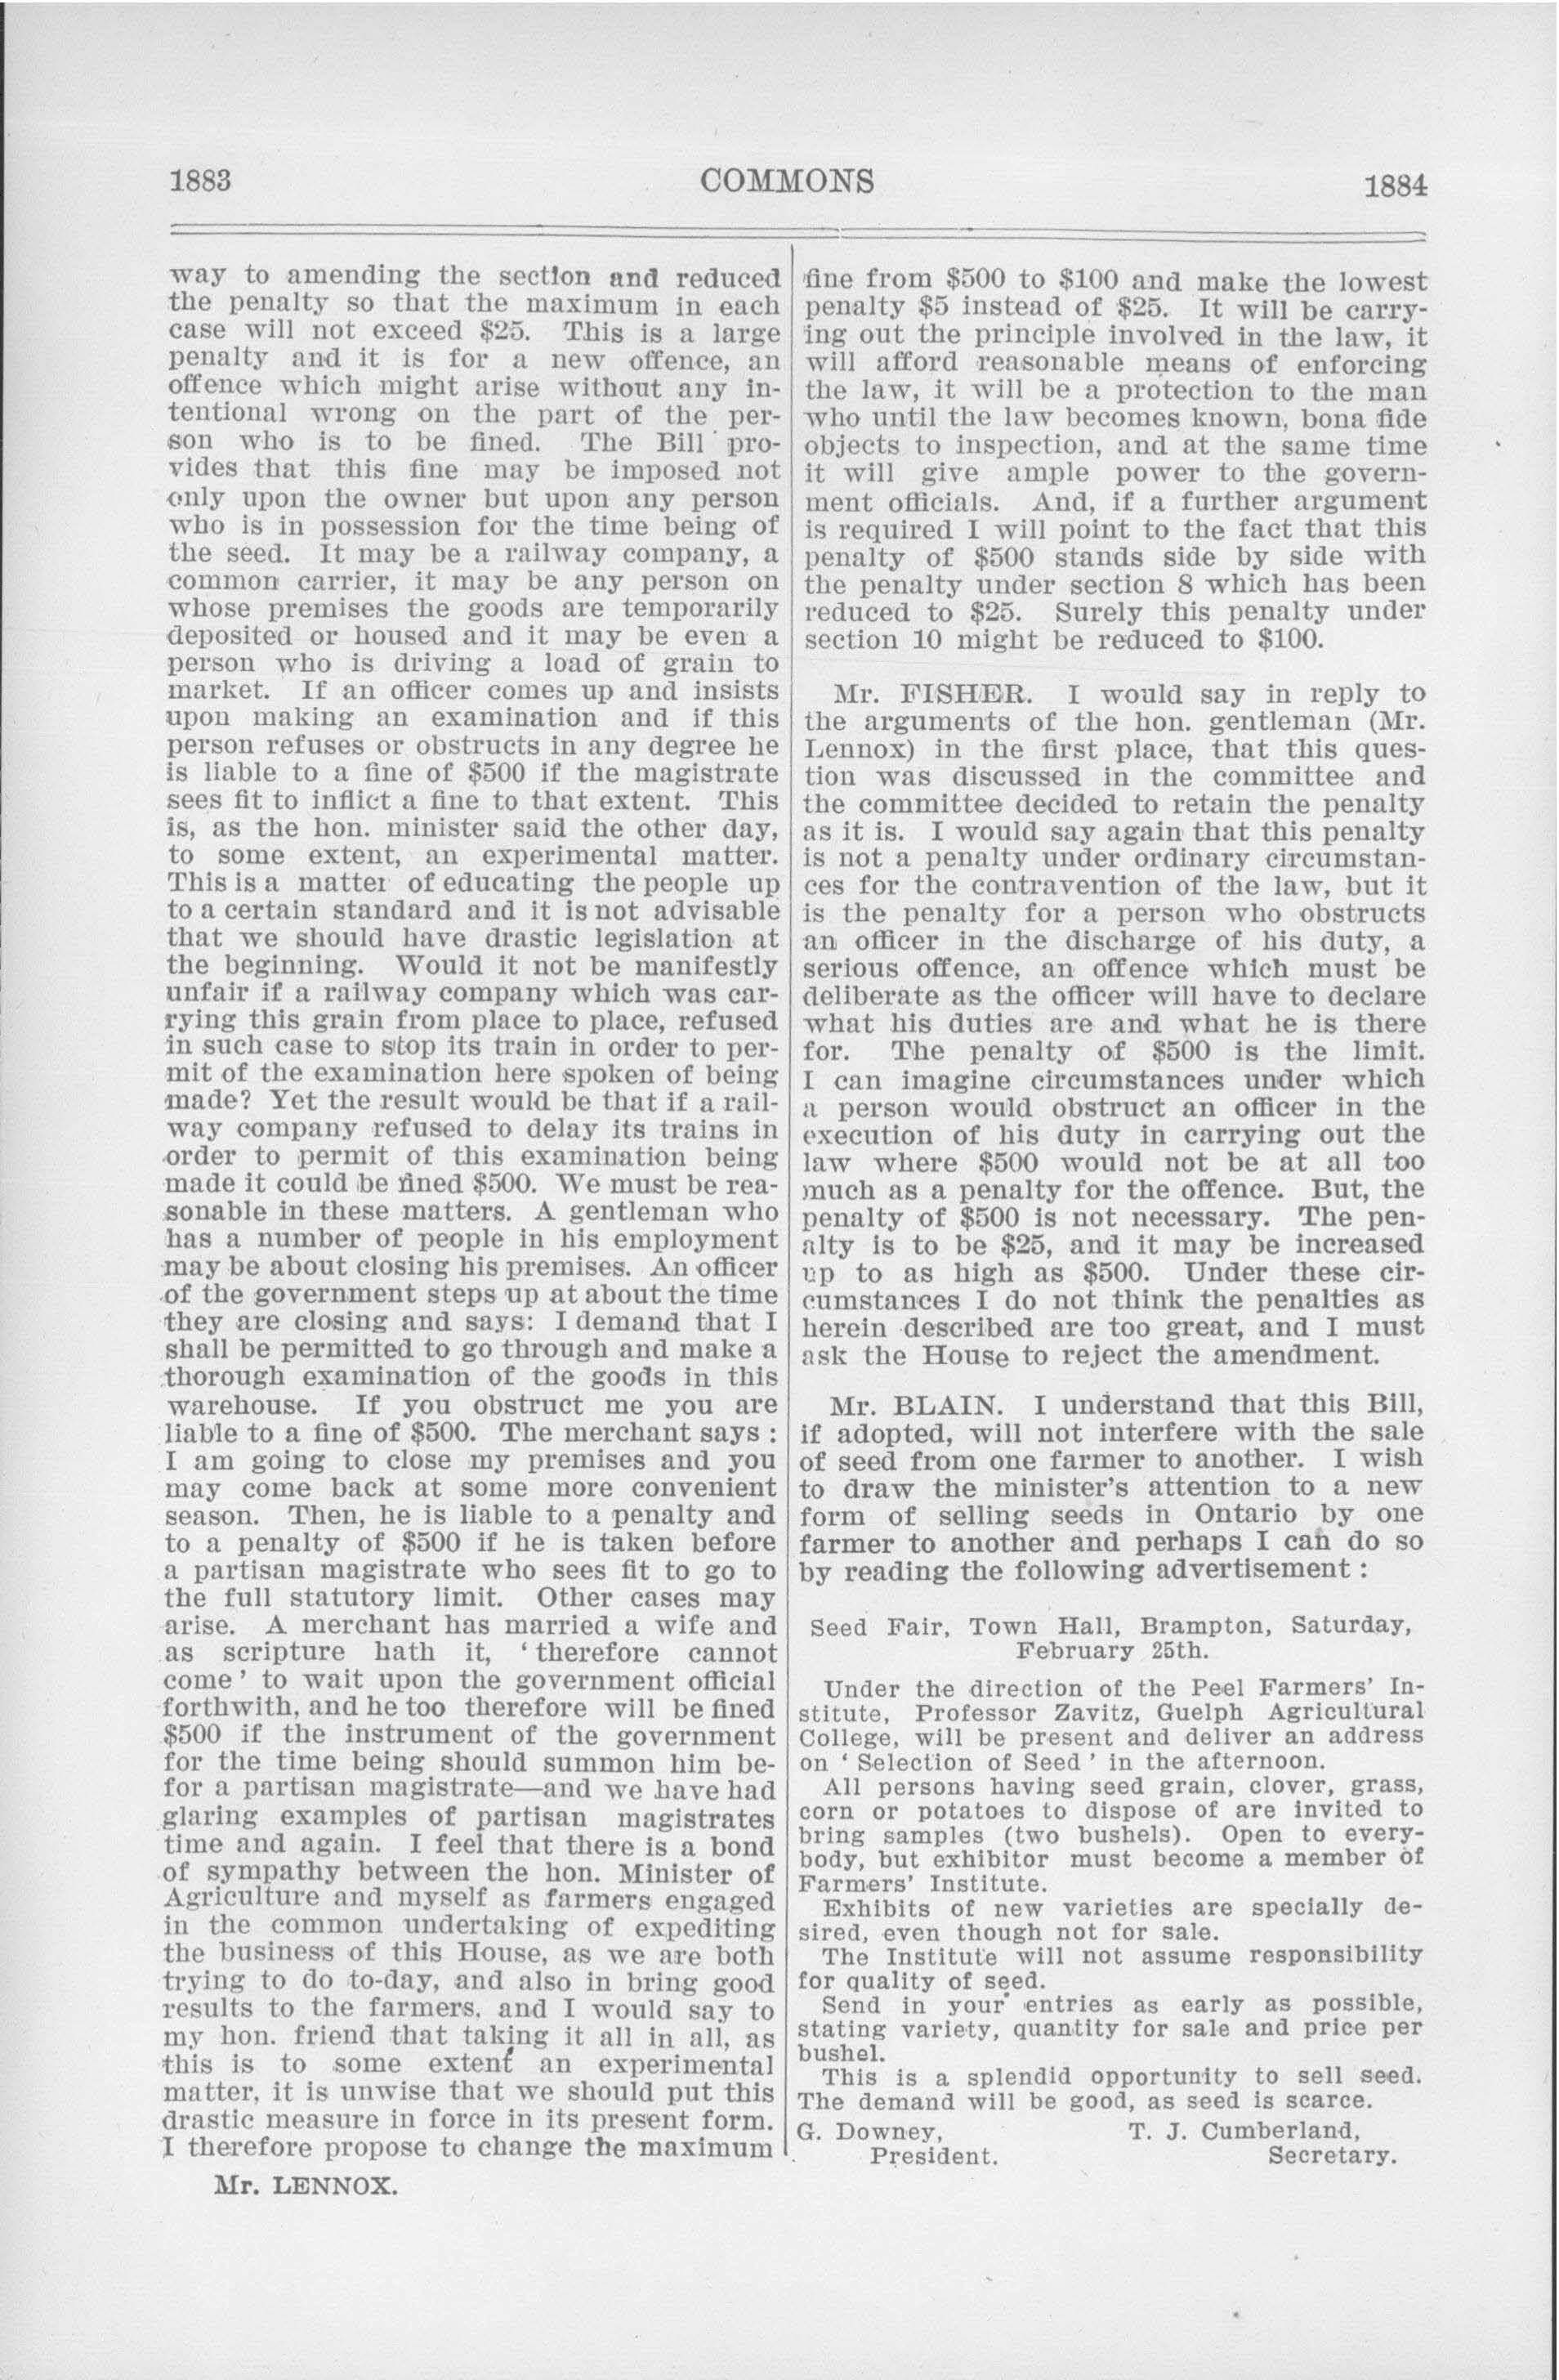 1883
COMMONS
1884
way to amending the section and reduced
the penalty so that the maximum in each
case will not exceed $25. This is a large
penalty and it is for a new offence, an
offence which might arise without any in-
tentional wrong on the part of the per-
son who is to be fined. The Bill pro-
vides that this fine may be imposed not
only upon the owner but upon any person
who is in possession for the time being of
the seed. It may be a railway company, a
common carrier, it may be any person on
whose premises the goods are temporarily
deposited or housed and it may be even a
person who is driving a load of grain to
market. If an officer comes up and insists
upon making an examination and if this
person refuses or obstructs in any degree he
is liable to a fine of $500 if the magistrate
sees fit to inflict a fine to that extent. This
is, as the hon. minister said the other day,
to some extent, an experimental matter.
This is a matter of educating the people up
to a certain standard and it is not advisable
that we should have drastic legislation at
the beginning. Would it not be manifestly
unfair if a railway company which was car-
rying this grain from place to place, refused
in such case to stop its train in order to per-
mit of the examination here spoken of being
made? Yet the result would be that if a rail-
way company refused to delay its trains in
order to permit of this examination being
made it could be fined $500. We must be rea-
sonable in these matters. A gentleman who
has a number of people in his employment
may be about closing his premises. An officer
of the government steps up at about the time
they are closing and says: I demand that I
shall be permitted to go through and make a
thorough examination of the goods in this
warehouse. If you obstruct me you are
liable to a fine of $500. The merchant says :
I am going to close my premises and you
may come back at some more convenient
season. Then, he is liable to a penalty and
to a penalty of $500 if he is taken before
a partisan magistrate who sees fit to go to
the full statutory limit. Other cases may
arise. A merchant has married a wife and
as scripture hath it, ‘ therefore cannot
come ’ to wait upon the government official
forthwith, and he too therefore will be fined
$500 if the instrument of the government
for the time being should summon him be-
for a partisan magistrate—and we have had
glaring examples of partisan magistrates
time and again. I feel that there is a bond
of sympathy between the hon. Minister of
Agriculture and myself as farmers engaged
in the common undertaking of expediting
the business of this House, as we are both
trying to do to-day, and also in bring good
results to the farmers, and I would say to
my hon. friend that taking it all in all, as
this is to some extent an experimental
matter, it is unwise that we should put this
drastic measure in force in its present form.
I therefore propose to change the maximum
Mr. LENNOX.
fine from $500 to $100 and make the lowest
penalty $5 instead of $25. It will be carry-
ing out the principle involved in the law, it
will afford reasonable means of enforcing
the law, it will be a protection to the man
who until the law becomes known, bona fide
objects to inspection, and at the same time
it will give ample power to the govern-
ment officials. And, if a further argument
is required I will point to the fact that this
penalty of $500 stands side by side with
the penalty under section 8 which has been
reduced to $25. Surely this penalty under
section 10 might be reduced to $100.
Mr. FISHER. I would say in reply to
the arguments of the hon. gentleman (Mr.
Lennox) in the first place, that this ques-
tion was discussed in the committee and
the committee decided to retain the penalty
as it is. I would say again that this penalty
is not a penalty under ordinary circumstan-
ces for the contravention of the law, but it
is the penalty for a person who obstructs
an officer in the discharge of his duty, a
serious offence, an offence which must be
deliberate as the officer will have to declare
what his duties are and what he is there
for. The penalty of $500 is the limit.
I can imagine circumstances under which
a person would obstruct an officer in the
execution of his duty in carrying out the
law where $500 would not be at all too
much as a penalty for the offence. But, the
penalty of $500 is not necessary. The pen-
alty is to be $25, and it may be increased
up to as high as $500. Under these cir-
cumstances I do not think the penalties as
herein described are too great, and I must
ask the House to reject the amendment.
Mr. BLAIN. I understand that this Bill,
if adopted, will not interfere with the sale
of seed from one farmer to another. I wish
to draw the minister's attention to a new
form of selling seeds in Ontario by one
farmer to another and perhaps I can do so
by reading the following advertisement :
Seed Fair, Town Hall, Brampton, Saturday,
February 25th.
Under the direction of the Peel Farmers' In-
stitute, Professor Zavitz, Guelph Agricultural
College, will be present and deliver an address
on ‘ Selection of Seed ’ in the afternoon.
All persons having seed grain, clover, grass,
corn or potatoes to dispose of are invited to
bring samples (two bushels). Open to every-
body, but exhibitor must become a member of
Farmers' Institute.
Exhibits of new varieties are specially de-
sired, even though not for sale.
The Institute will not assume responsibility
for quality of seed.
Send in your entries as early as possible,
stating variety, quantity for sale and price per
bushel.
This is a splendid opportunity to sell seed.
The demand will be good, as seed is scarce.
G. Downey, T. J. Cumberland,
President. Secretary.